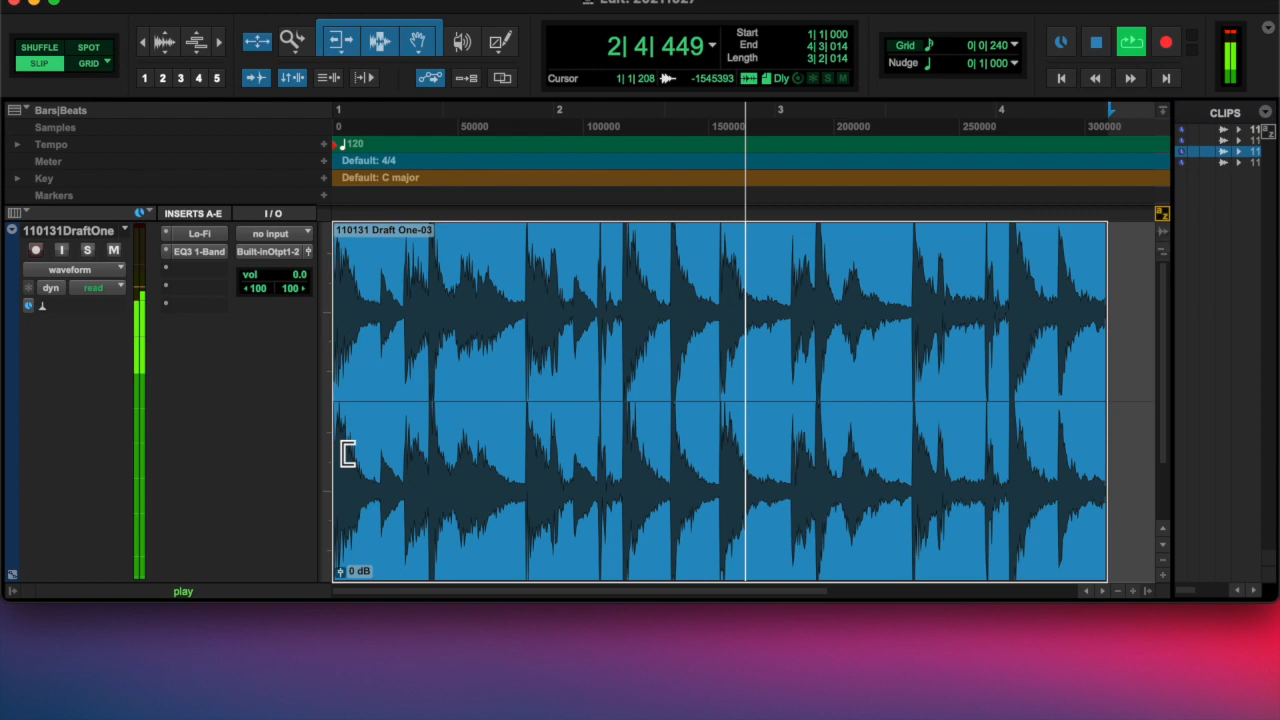 SHUFFLE SPOT
SLIP GRID
1 2 3 4 5
2| 4| 449
Start 1| 1| 000
End 4| 3| 014
Length 3| 2| 014
Cursor 1| 1| 208 -1545393 Dly S M
Grid 0| 0| 240
Nudge 0| 1| 000
Bars|Beats 1 2 3 4
Samples 0 50000 100000 150000 200000 250000 300000
Tempo 120
Meter Default: 4/4
Key Default: C major
Markers
CLIPS
11
11
11
11
a z
INSERTS A-E I / O
110131DraftOne Lo-Fi no input
I S M EQ3 1-Band Built-inOtpt1-2
waveform
vol 0.0
dyn read 100 100
110131 Draft One-03
0 dB
play